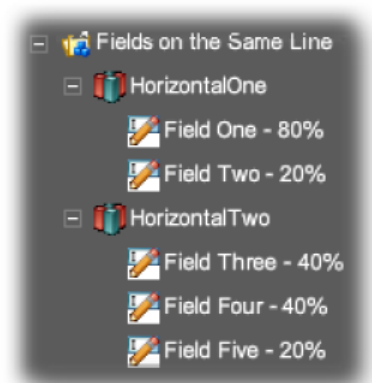 Fields on the Same Line
HorizontalOne
Field One - 80%
Field Two - 20%
HorizontalTwo
Field Three - 40%
Field Four - 40%
Field Five - 20%